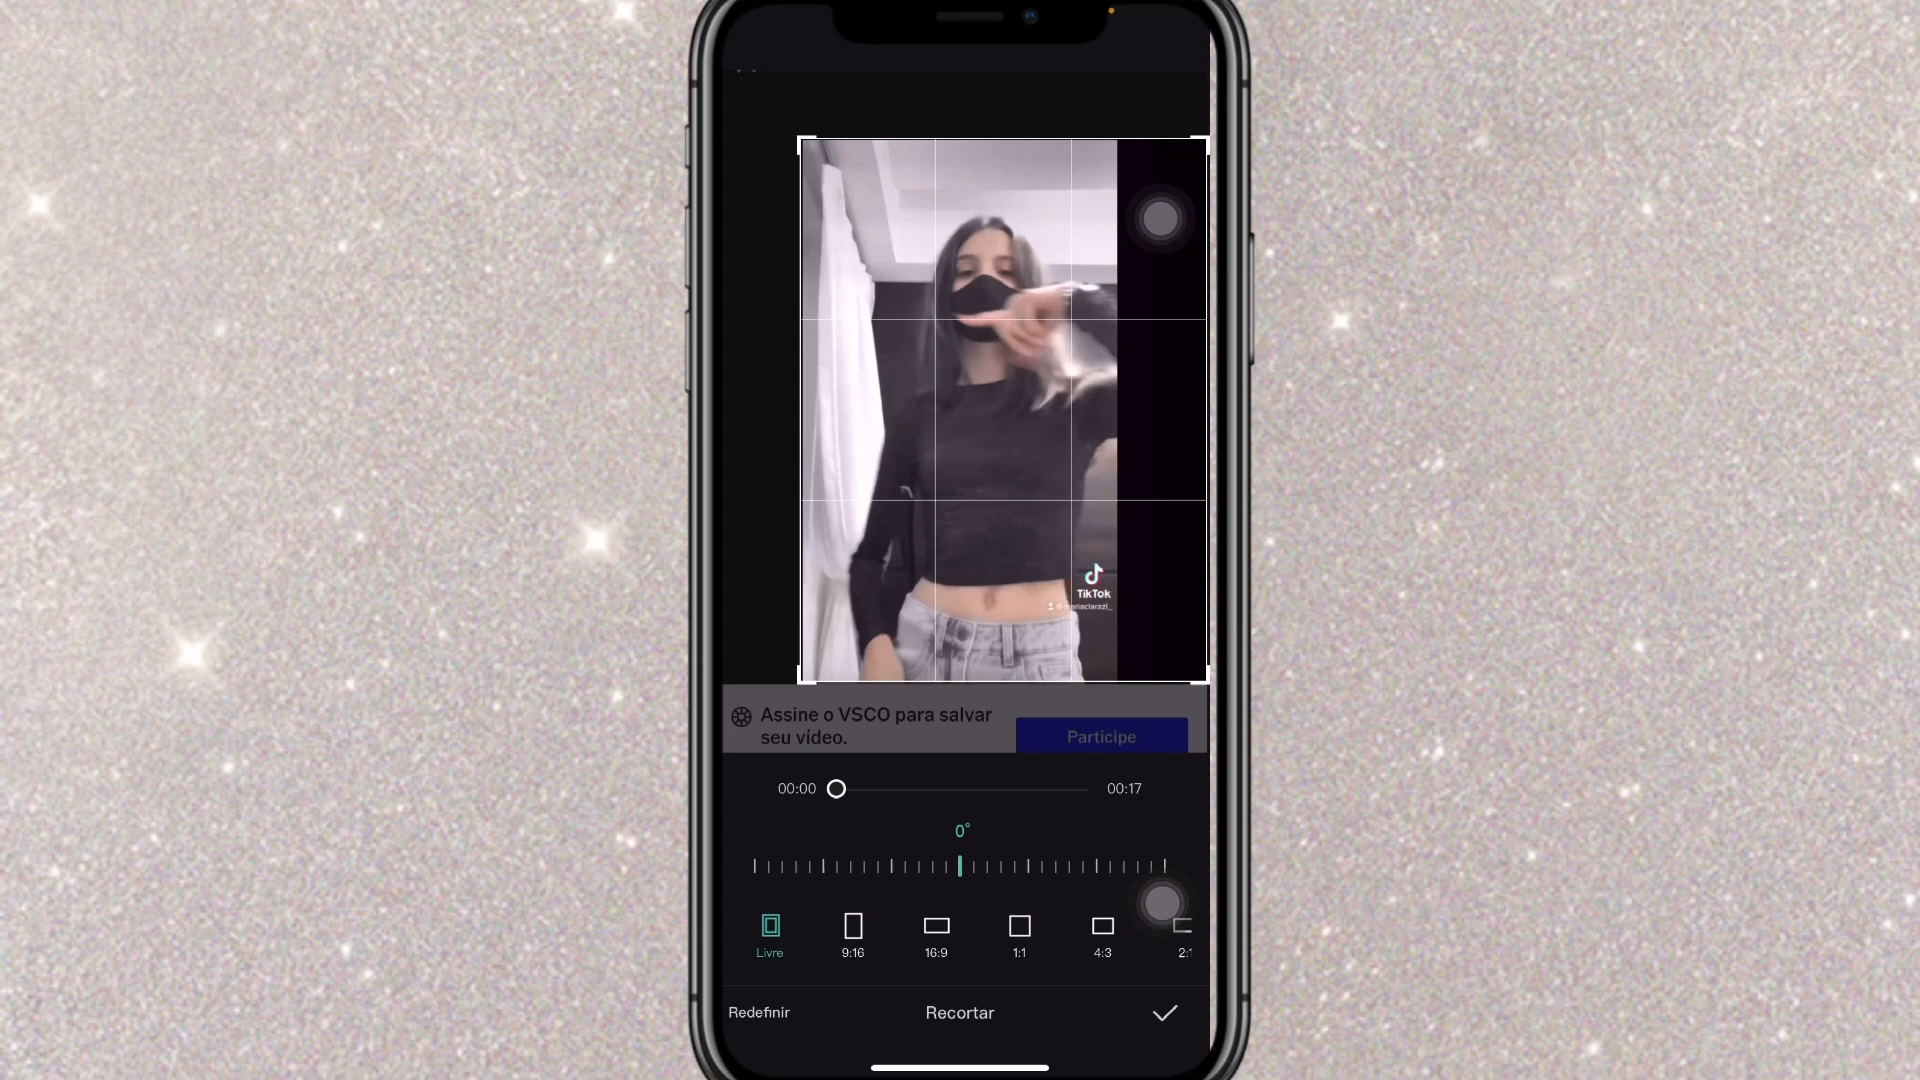 TikTok
Assine o VSCO para salvar
seu vídeo.
Participe
00:00
00:17
0°
Livre
9:16
16:9
1:1
4:3
Redefinir
Recortar